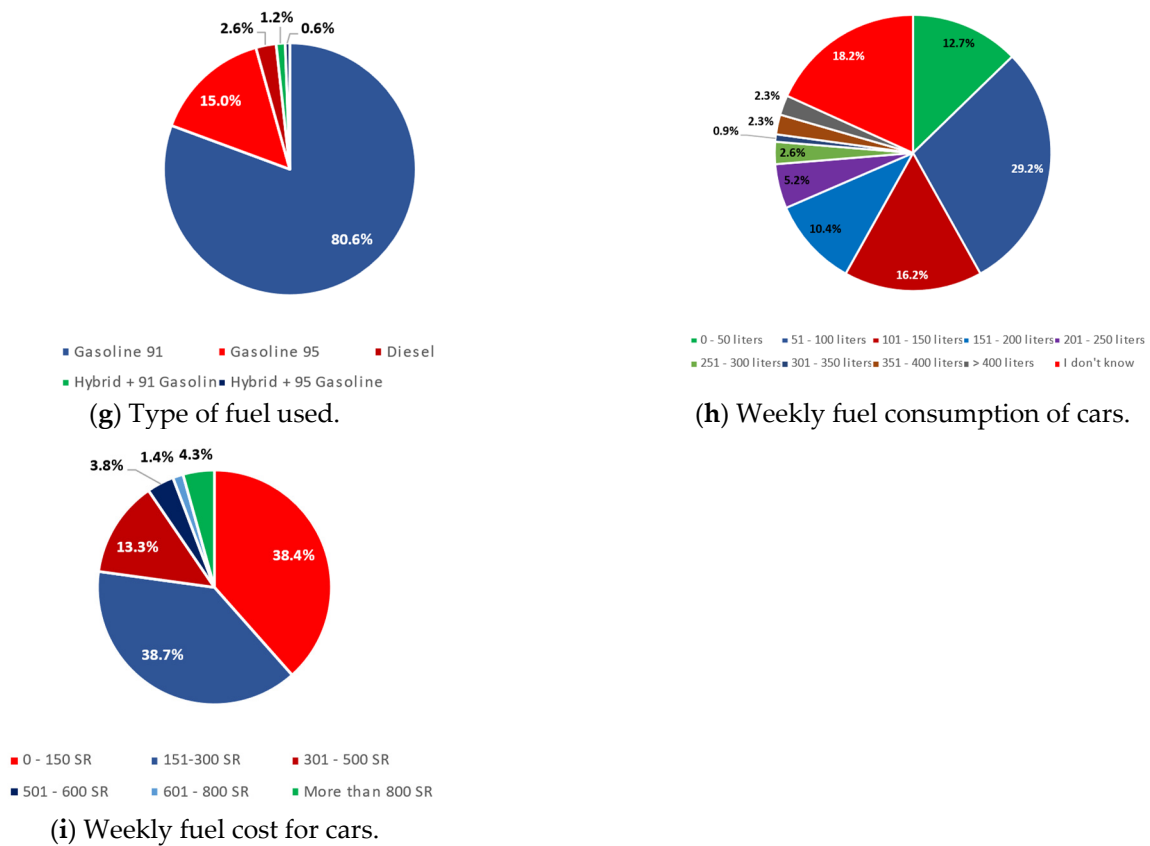 2.6%
1.2%
0.6%
15.0%
80.6%
Gasoline 91 Gasoline 95 Diesel
Hybrid + 91 Gasolin Hybrid + 95 Gasoline
(g) Type of fuel used.
18.2%
12.7%
2.3%
2.3%
0.9%
2.6%
5.2%
29.2%
10.4%
16.2%
0 - 50 liters 51 - 100 liters 101 - 150 liters 151 - 200 liters 201 - 250 liters
251 - 300 liters 301 - 350 liters 351 - 400 liters > 400 liters I don't know
(h) Weekly fuel consumption of cars.
3.8%
1.4%
4.3%
13.3%
38.4%
38.7%
0 - 150 SR 151-300 SR 301 - 500 SR
501 - 600 SR 601 - 800 SR More than 800 SR
(i) Weekly fuel cost for cars.